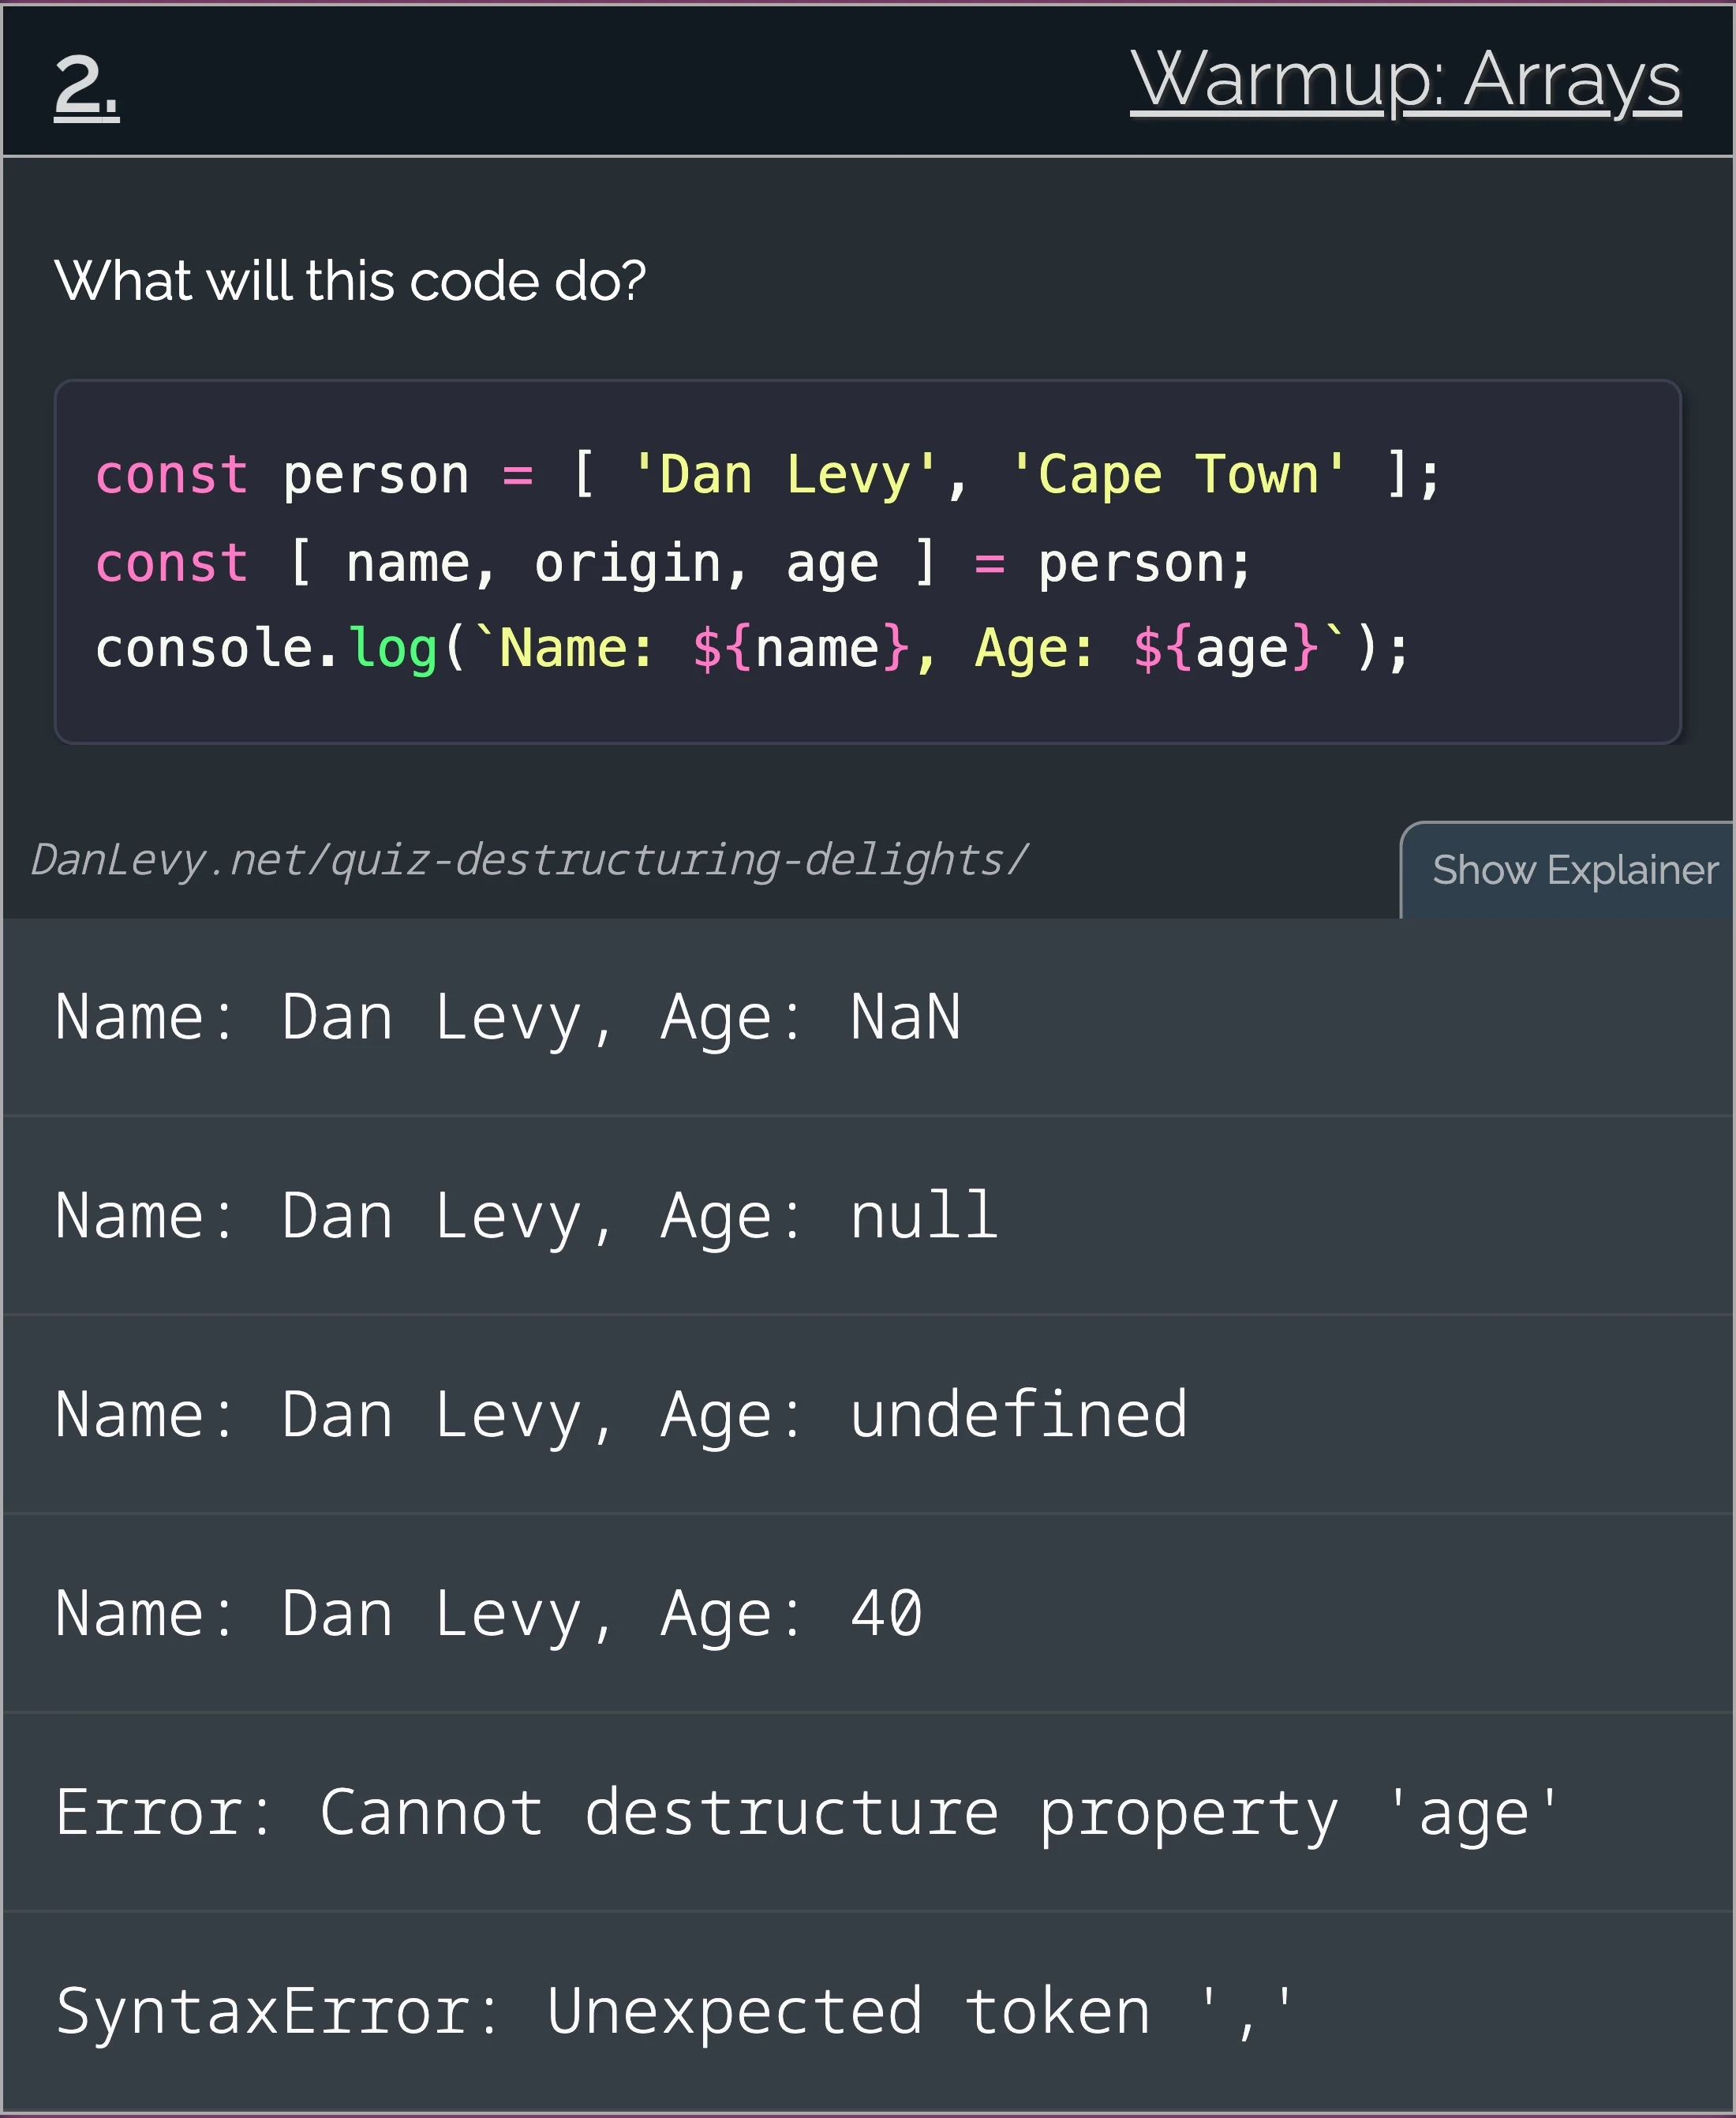 2.
Warmup: Arrays
What will this code do?
const person = [ 'Dan Levy', 'Cape Town' ];
const [ name, origin, age ] = person;
console.log(`Name: ${name}, Age: ${age}`);
DanLevy.net/quiz-destructuring-delights/
Show Explainer
Name: Dan Levy, Age: NaN
Name: Dan Levy, Age: null
Name: Dan Levy, Age: undefined
Name: Dan Levy, Age: 40
Error: Cannot destructure property 'age'
SyntaxError: Unexpected token ','